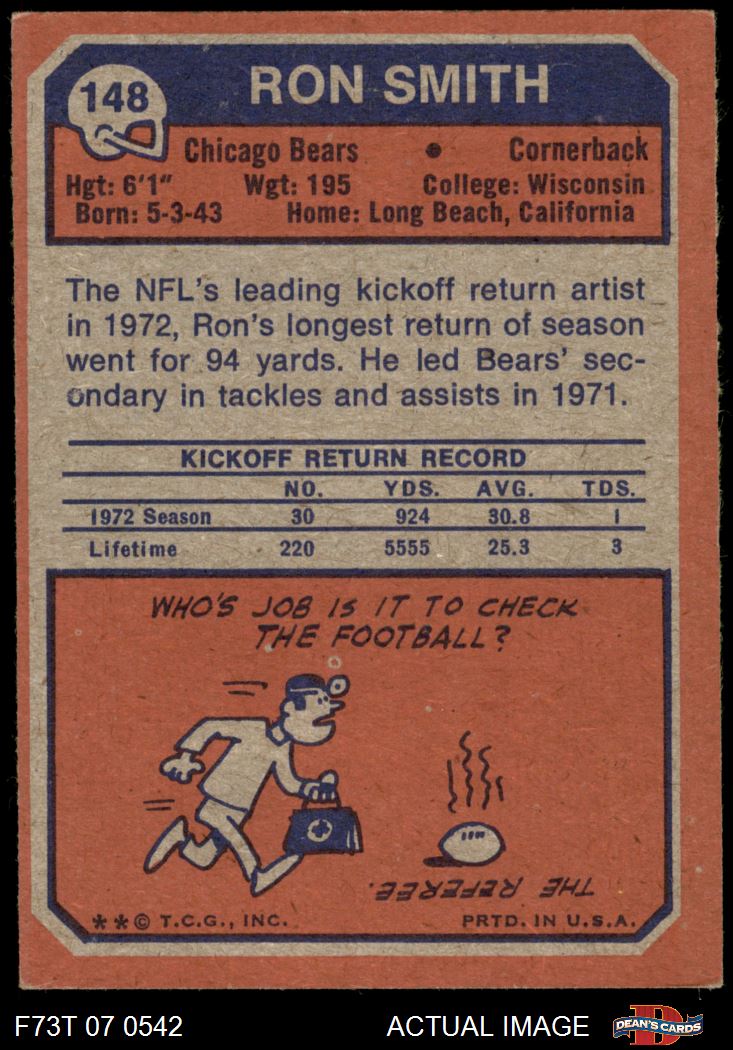 148
RON SMITH
Chicago Bears • Cornerback
Hgt: 6'1" Wgt: 195 College: Wisconsin
Born: 5-3-43 Home: Long Beach, California
The NFL's leading kickoff return artist
in 1972, Ron's longest return of season
went for 94 yards. He led Bears' sec-
ondary in tackles and assists in 1971.
KICKOFF RETURN RECORD
NO. YDS. AVG. TDS.
1972 Season 30 924 30.8 1
Lifetime 220 5555 25.3 3
WHO'S JOB IS IT TO CHECK
THE FOOTBALL?
THE REFEREE.
**© T.C.G., INC. PRTD. IN U.S.A.
F73T 07 0542 ACTUAL IMAGE
D
DEAN'S CARDS